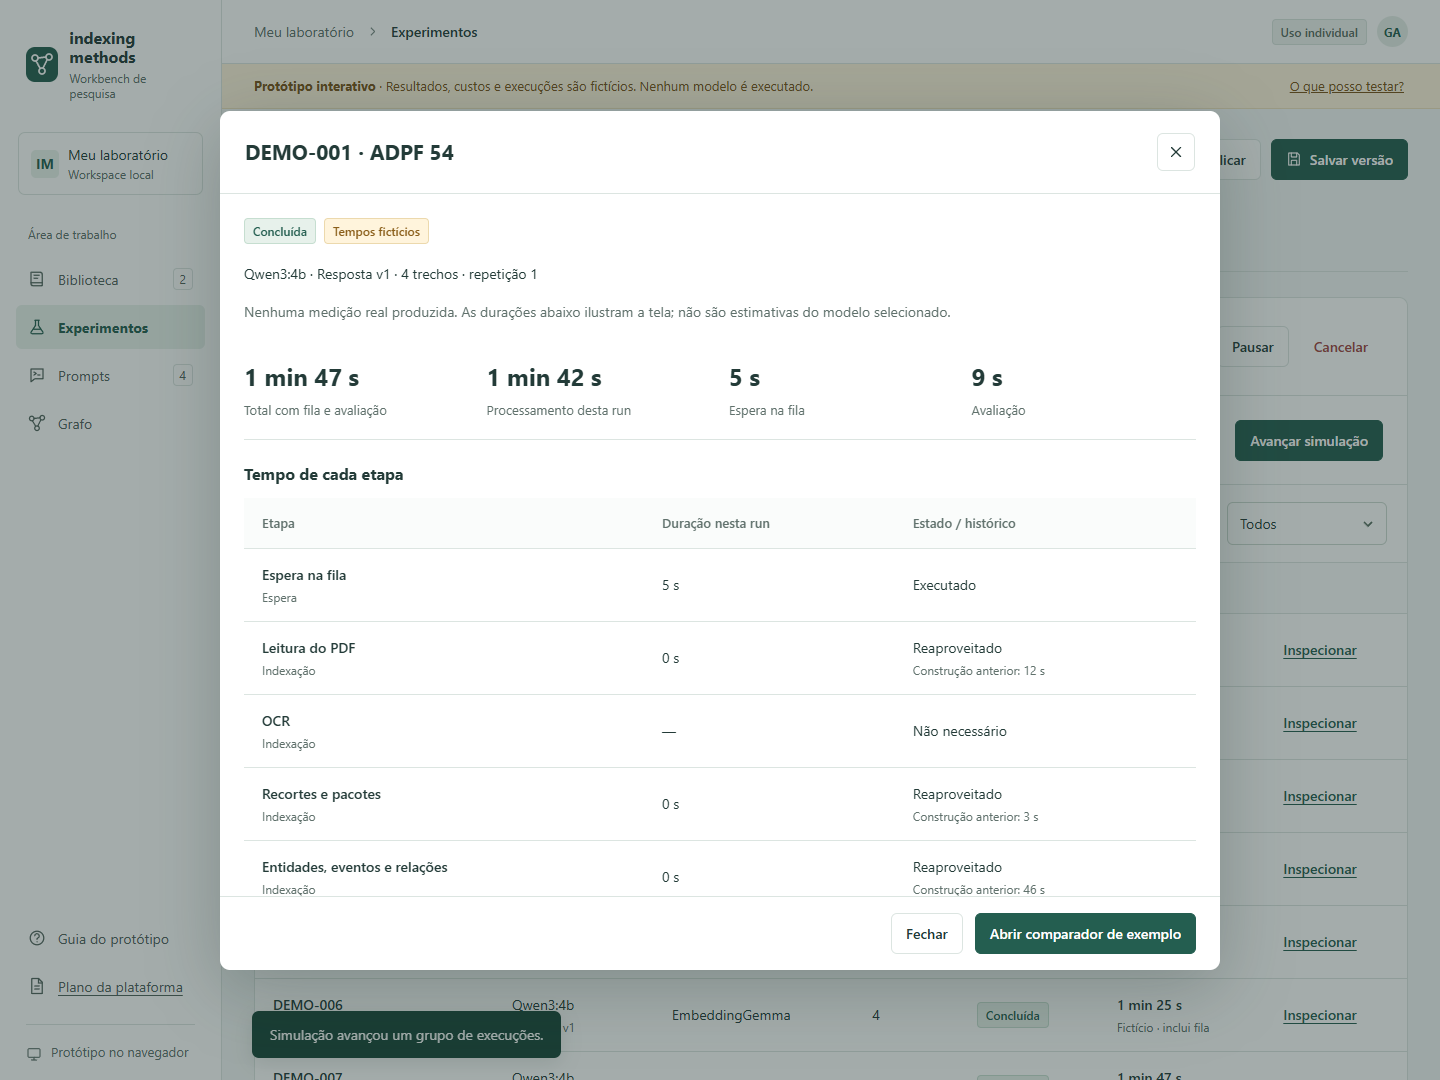 indexing
methods
Workbench de
pesquisa
IM
Meu laboratório
Workspace local
Área de trabalho
Biblioteca
2
Experimentos
Prompts
4
Grafo
Guia do protótipo
Plano da plataforma
Protótipo no navegador
Meu laboratório > Experimentos
Uso individual
GA
Protótipo interativo · Resultados, custos e execuções são fictícios. Nenhum modelo é executado.
O que posso testar?
licar
Salvar versão
Pausar
Cancelar
Avançar simulação
Todos
DEMO-001 · ADPF 54
Concluída
Tempos fictícios
Qwen3:4b · Resposta v1 · 4 trechos · repetição 1
Nenhuma medição real produzida. As durações abaixo ilustram a tela; não são estimativas do modelo selecionado.
1 min 47 s
Total com fila e avaliação
1 min 42 s
Processamento desta run
5 s
Espera na fila
9 s
Avaliação
Tempo de cada etapa
Etapa
Duração nesta run
Estado / histórico
Espera na fila
Espera
5 s
Executado
Leitura do PDF
Indexação
0 s
Reaproveitado
Construção anterior: 12 s
OCR
Indexação
—
Não necessário
Recortes e pacotes
Indexação
0 s
Reaproveitado
Construção anterior: 3 s
Entidades, eventos e relações
Indexação
0 s
Reaproveitado
Construção anterior: 46 s
Fechar
Abrir comparador de exemplo
Inspecionar
Inspecionar
Inspecionar
Inspecionar
Inspecionar
DEMO-006
Qwen3:4b
v1
EmbeddingGemma
4
Concluída
1 min 25 s
Fictício · inclui fila
Inspecionar
Simulação avançou um grupo de execuções.
DEMO-007
Qwen3:4b
1 min 47 s